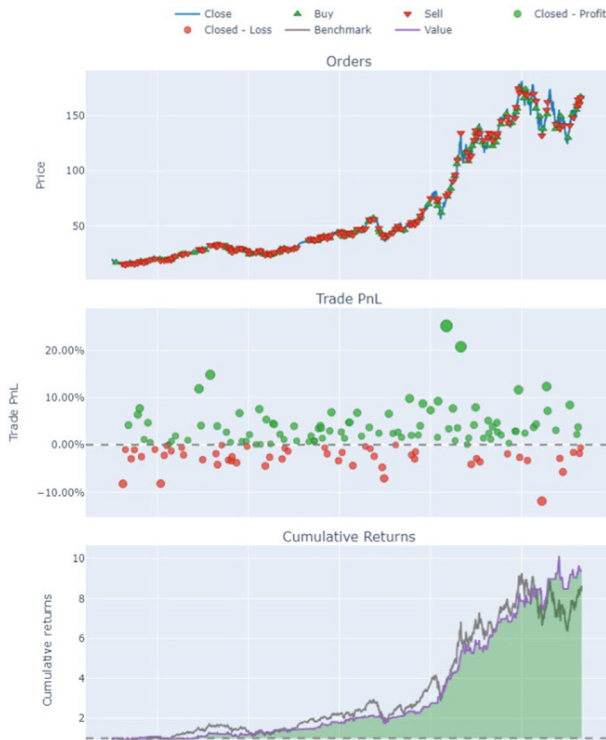 Close Buy Sell Closed - Profit
Closed - Loss Benchmark Value
Orders
150
100
50
Price
Trade PnL
20.00%
10.00%
0.00%
−10.00%
Trade PnL
Cumulative Returns
10
8
6
4
2
Cumulative returns